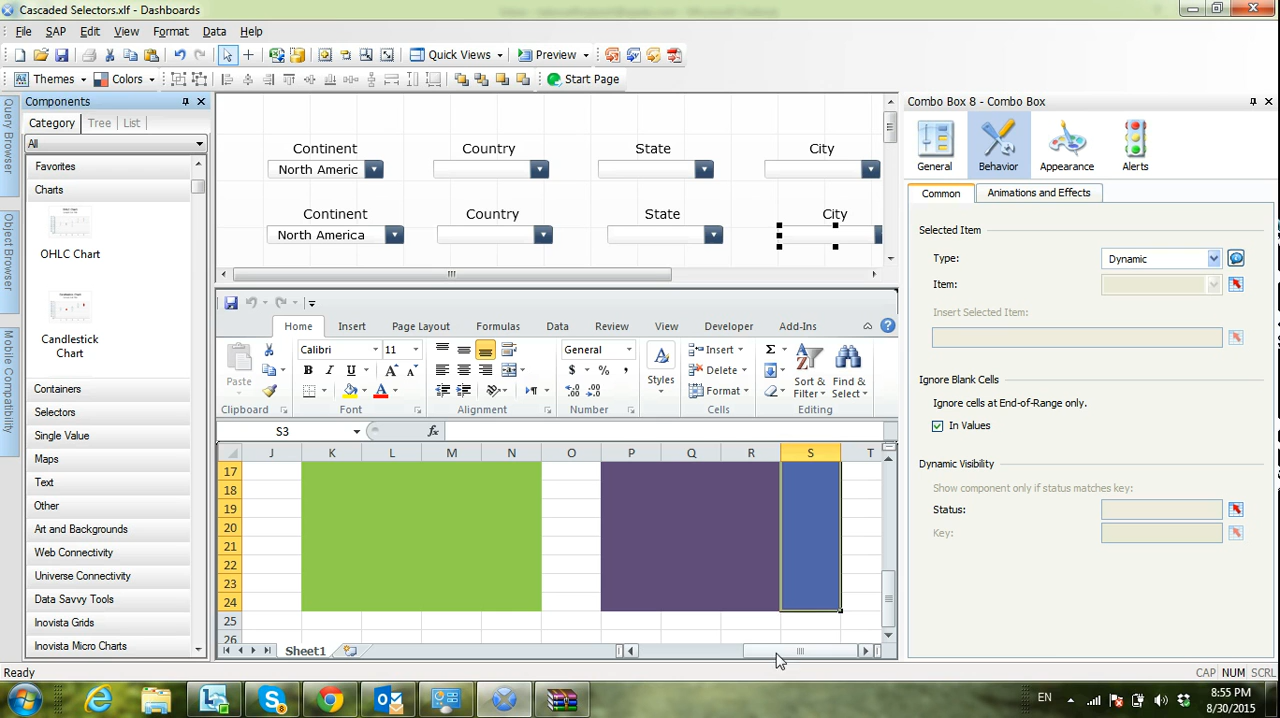 Cascaded Selectors.xlf - Dashboards
File SAP Edit View Format Data Help
Quick Views Preview
Themes Colors Start Page
Query Browser
Object Browser
Mobile Compatibility
Components
Category Tree List
All
Favorites
Charts
OHLC Chart
Candlestick
Chart
Containers
Selectors
Single Value
Maps
Text
Other
Art and Backgrounds
Web Connectivity
Universe Connectivity
Data Savvy Tools
Inovista Grids
Inovista Micro Charts
Continent Country State City
North Americ
Continent Country State City
North America
Home Insert Page Layout Formulas Data Review View Developer Add-Ins
Calibri 11 General Insert
Paste B I U Styles Delete Sort & Find &
Format Filter Select
Clipboard Font Alignment Number Cells Editing
S3 fx
J K L M N O P Q R S T
17
18
19
20
21
22
23
24
25
26
Sheet1
Combo Box 8 - Combo Box
General Behavior Appearance Alerts
Common Animations and Effects
Selected Item
Type: Dynamic
Item:
Insert Selected Item:
Ignore Blank Cells
Ignore cells at End-of-Range only.
In Values
Dynamic Visibility
Show component only if status matches key:
Status:
Key:
Ready CAP NUM SCRL
EN 8:55 PM
8/30/2015